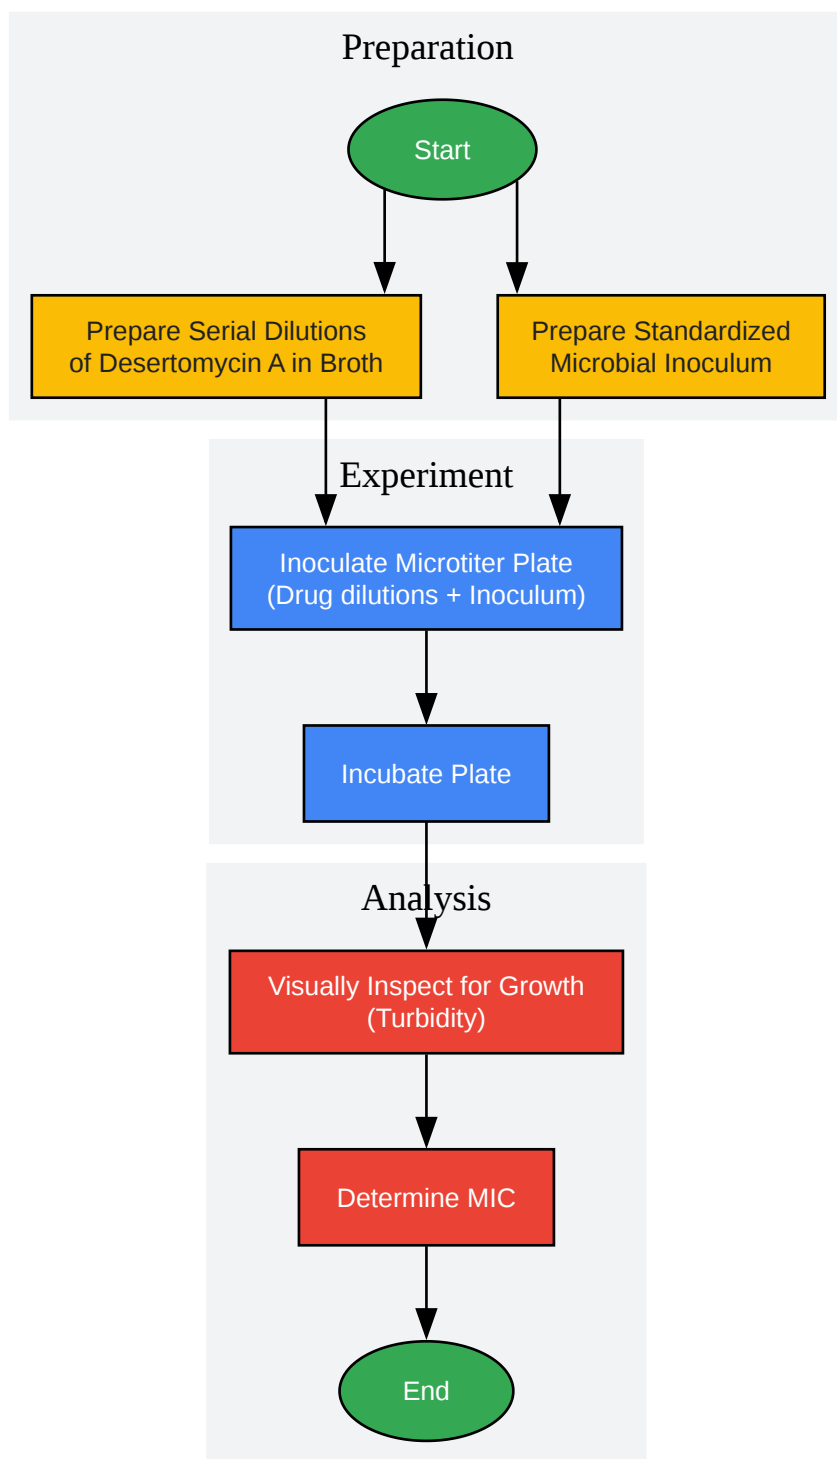 Preparation
Start
Prepare Serial Dilutions
of Desertomycin A in Broth
Prepare Standardized
Microbial Inoculum
Experiment
Inoculate Microtiter Plate
(Drug dilutions + Inoculum)
Incubate Plate
Analysis
Visually Inspect for Growth
(Turbidity)
Determine MIC
End